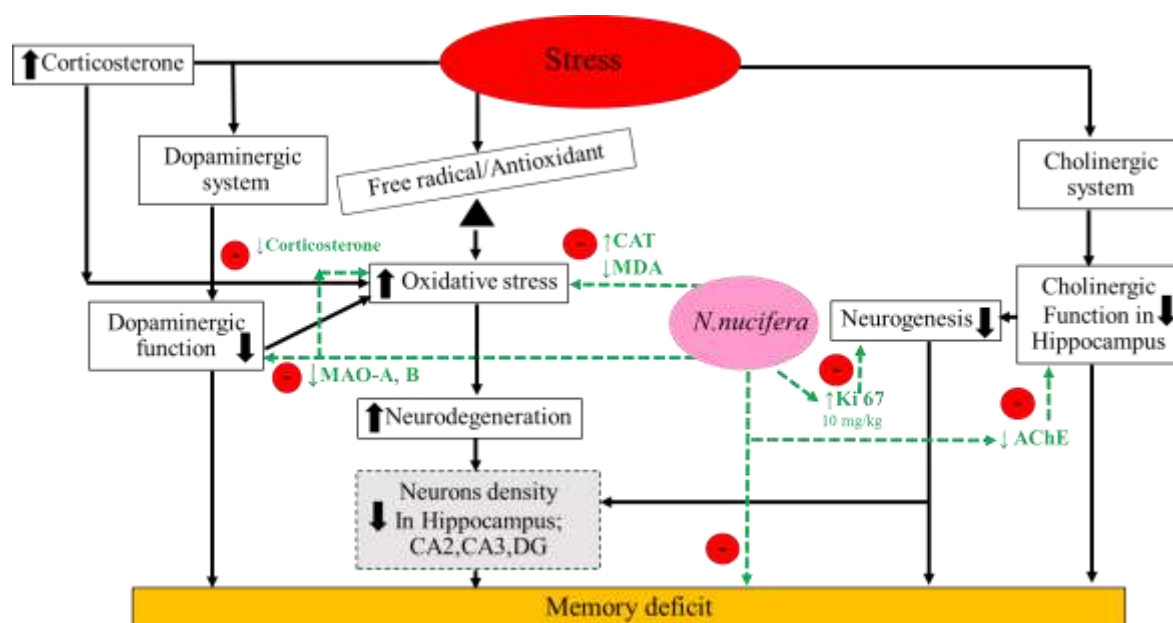 Stress
Corticosterone
Dopaminergic
system
Free radical/Antioxidant
Cholinergic
system
↓Corticosterone
-
↑CAT
↓MDA
-
Oxidative stress
N.nucifera
Neurogenesis
Cholinergic
Function in
Hippocampus
Dopaminergic
function
-
↓MAO-A, B
-
↑Ki 67
10 mg/kg
-
↓ AChE
Neurodegeneration
Neurons density
In Hippocampus;
CA2,CA3,DG
-
Memory deficit